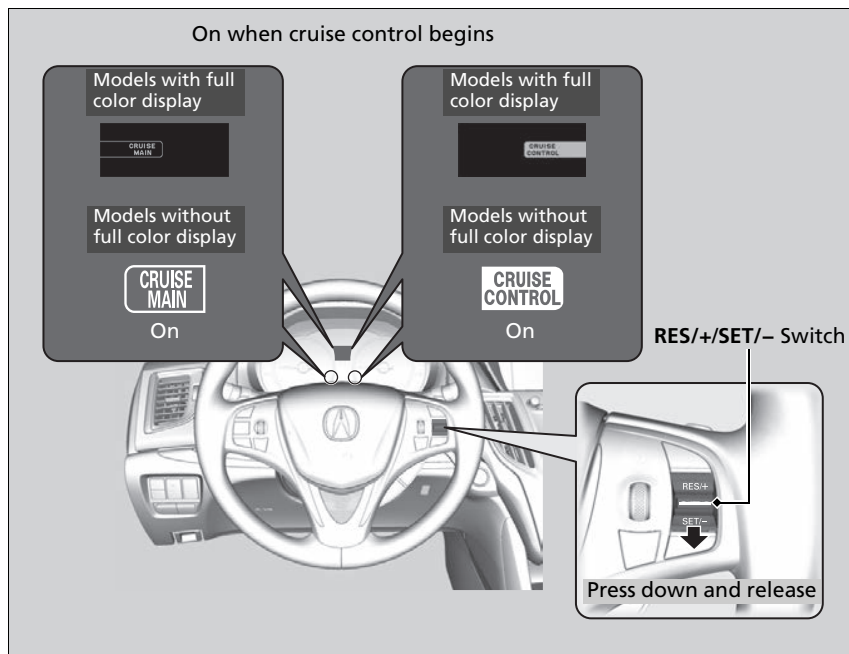 On when cruise control begins
Models with full
color display
CRUISE
MAIN
Models without
full color display
CRUISE
MAIN
On
Models with full
color display
CRUISE
CONTROL
Models without
full color display
CRUISE
CONTROL
On
RES/+/SET/− Switch
RES/+
SET/−
Press down and release